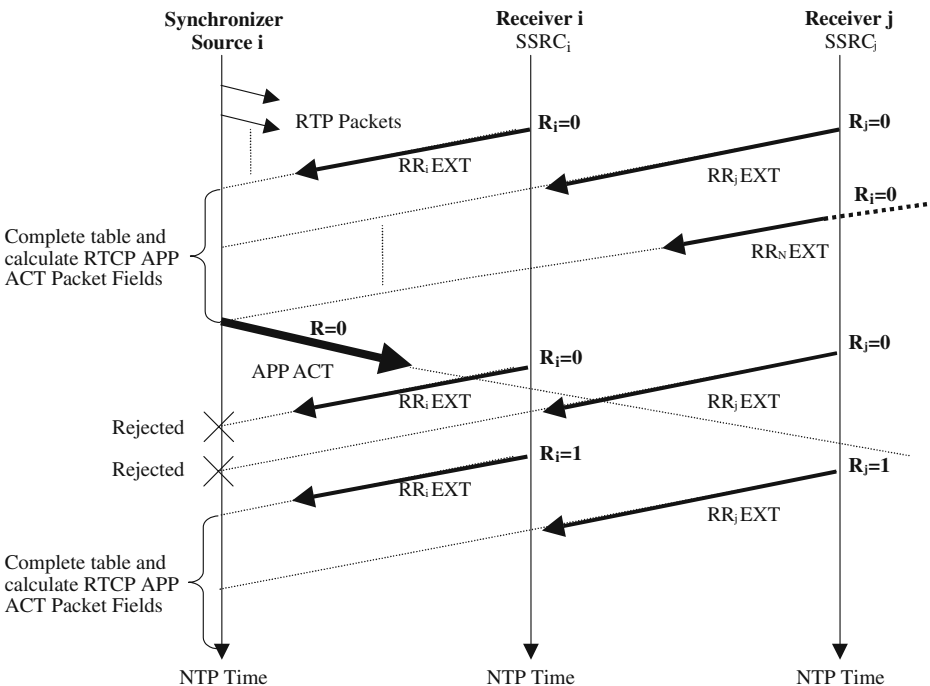 Synchronizer
Source i
Receiver i
SSRCi
Receiver j
SSRCj
RTP Packets
Ri=0
Rj=0
RRi EXT
RRj EXT
Ri=0
Complete table and
calculate RTCP APP
ACT Packet Fields
RRN EXT
R=0
APP ACT
Ri=0
Rj=0
RRi EXT
RRj EXT
Rejected
Rejected
Ri=1
Rj=1
RRi EXT
RRj EXT
Complete table and
calculate RTCP APP
ACT Packet Fields
NTP Time
NTP Time
NTP Time